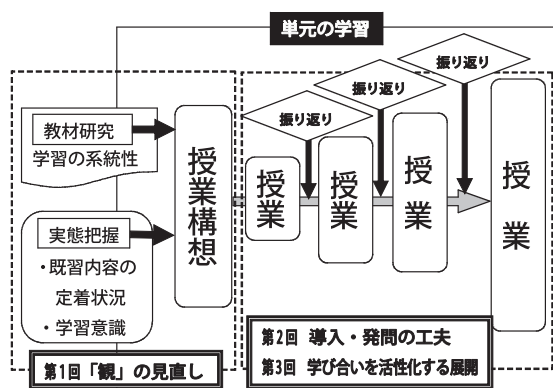 単元の学習
教材研究
学習の系統性
実態把握
・既習内容の
定着状況
・学習意識
授業構想
第1回「観」の見直し
振り返り
振り返り
振り返り
授業
授業
授業
授業
第2回 導入・発問の工夫
第3回 学び合いを活性化する展開